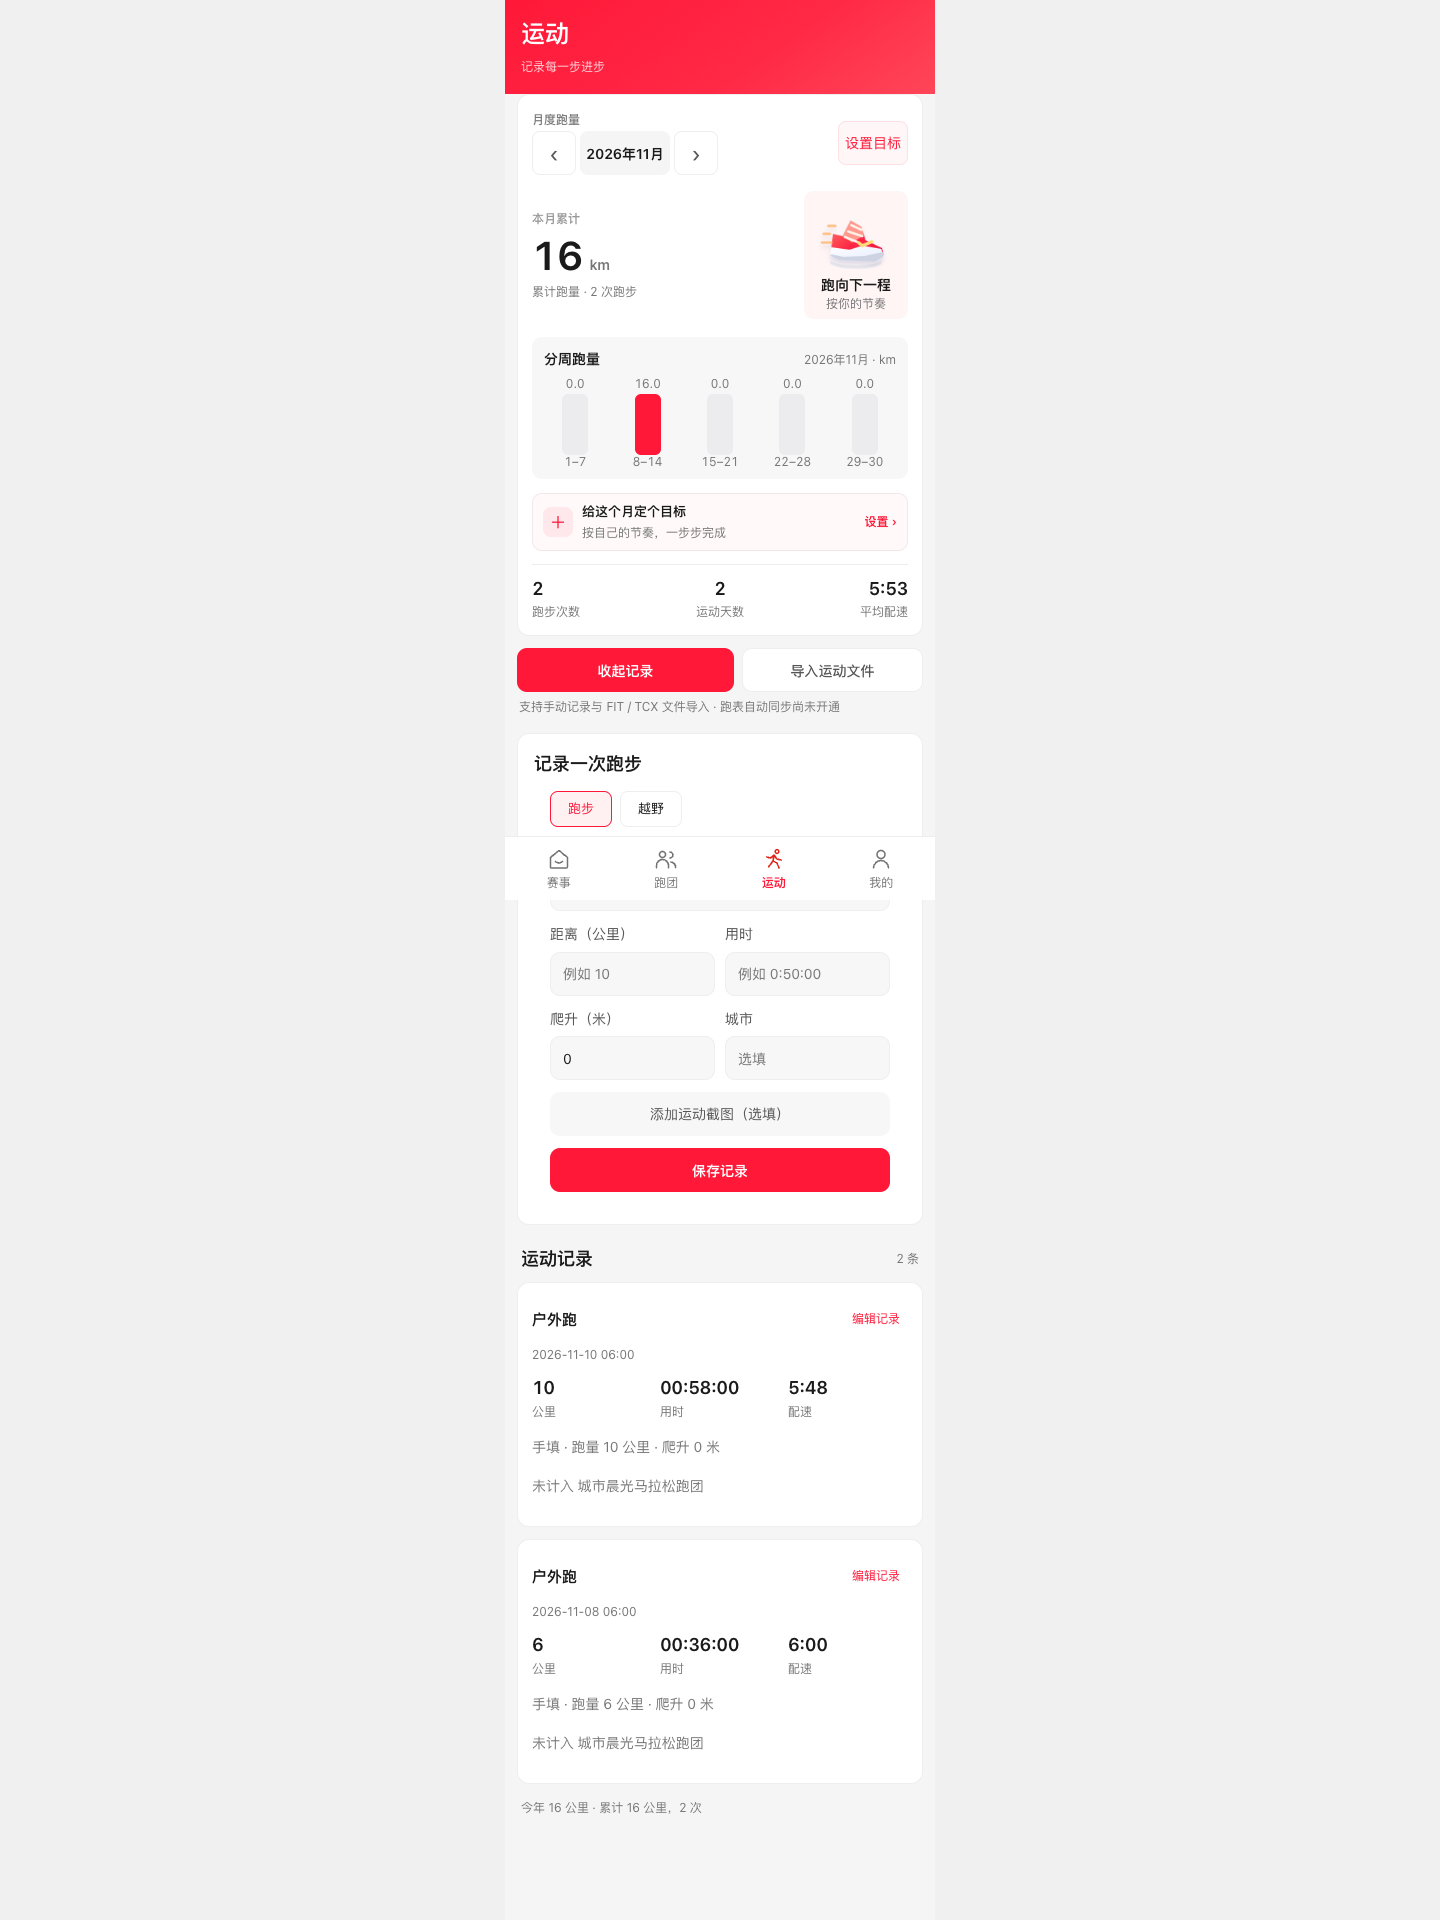 运动
记录每一步进步
月度跑量
‹ 2026年11月 ›
设置目标
本月累计
16 km
累计跑量 · 2 次跑步
跑向下一程
按你的节奏
分周跑量
2026年11月 · km
0.0 16.0 0.0 0.0 0.0
1–7 8–14 15–21 22–28 29–30
给这个月定个目标
按自己的节奏，一步步完成
设置 ›
2 2 5:53
跑步次数 运动天数 平均配速
收起记录 导入运动文件
支持手动记录与 FIT / TCX 文件导入 · 跑表自动同步尚未开通
记录一次跑步
跑步 越野
赛事 跑团 运动 我的
距离（公里） 用时
例如 10 例如 0:50:00
爬升（米） 城市
0 选填
添加运动截图（选填）
保存记录
运动记录 2 条
户外跑 编辑记录
2026-11-10 06:00
10 00:58:00 5:48
公里 用时 配速
手填 · 跑量 10 公里 · 爬升 0 米
未计入 城市晨光马拉松跑团
户外跑 编辑记录
2026-11-08 06:00
6 00:36:00 6:00
公里 用时 配速
手填 · 跑量 6 公里 · 爬升 0 米
未计入 城市晨光马拉松跑团
今年 16 公里 · 累计 16 公里，2 次